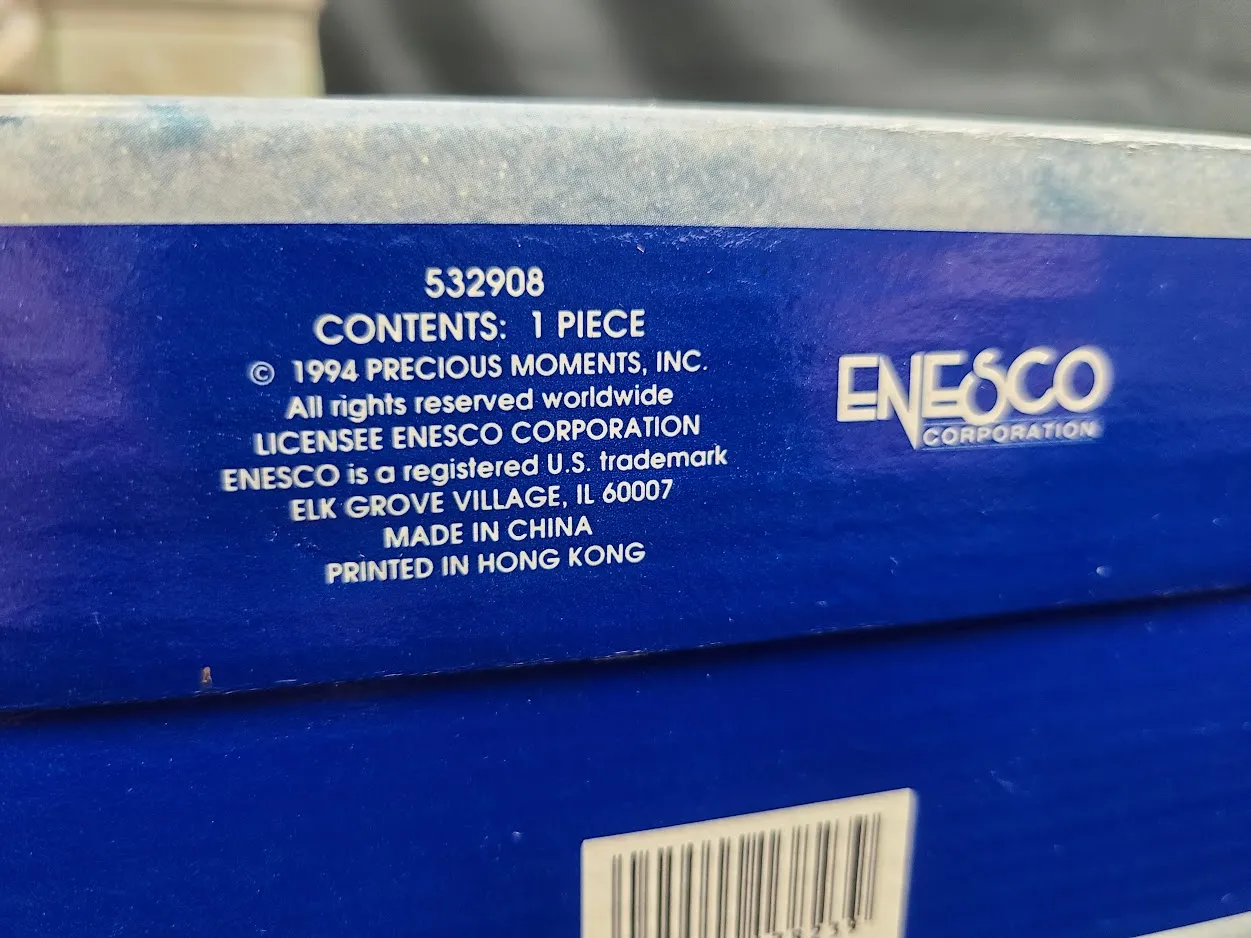 532908
CONTENTS: 1 PIECE
© 1994 PRECIOUS MOMENTS, INC.
All rights reserved worldwide
LICENSEE ENESCO CORPORATION
ENESCO is a registered U.S. trademark
ELK GROVE VILLAGE, IL 60007
MADE IN CHINA
PRINTED IN HONG KONG
ENESCO
CORPORATION